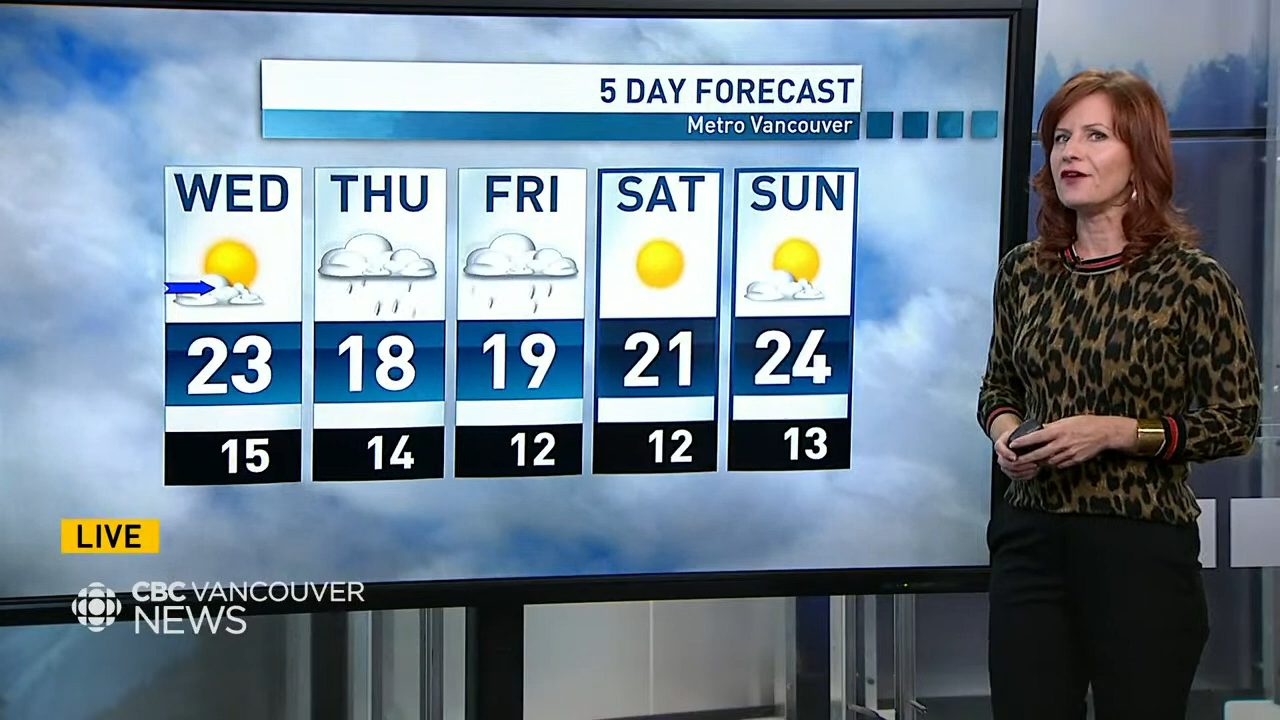 5 DAY FORECAST
Metro Vancouver
WED THU FRI SAT SUN
23 18 19 21 24
15 14 12 12 13
LIVE
CBC VANCOUVER
NEWS